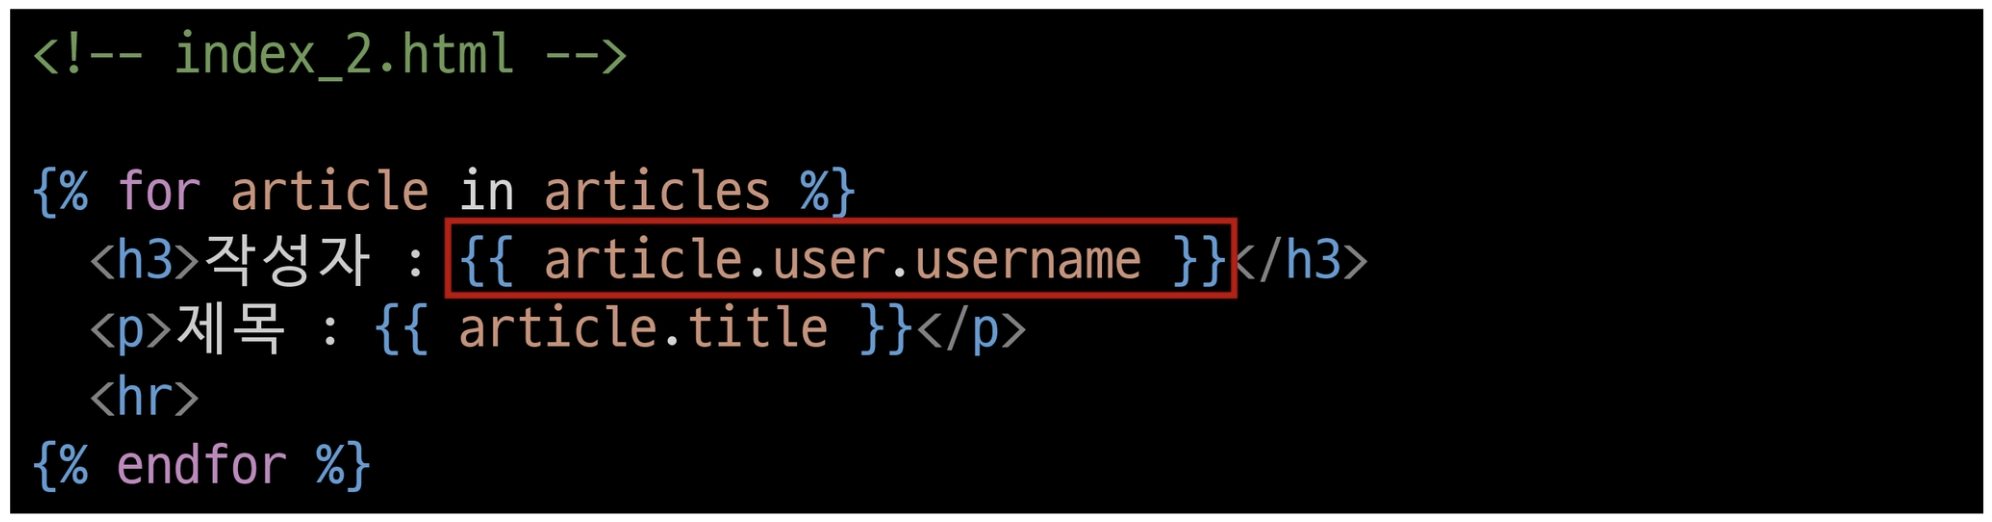 <!-- index_2.html -->
{% for article in articles %}
<h3>작성자 : {{ article.user.username }}</h3>
<p>제목 : {{ article.title }}</p>
<hr>
{% endfor %}